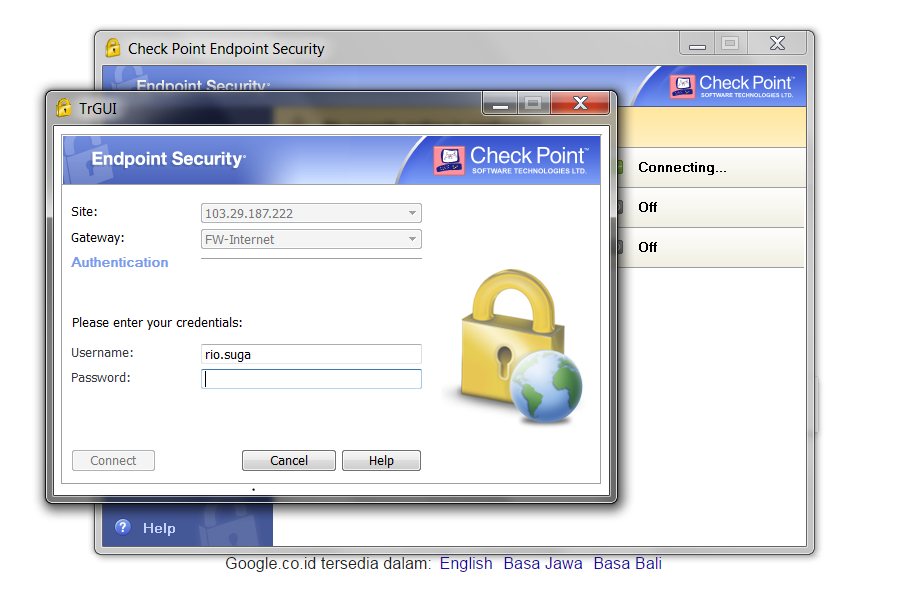 Check Point Endpoint Security
Endpoint Security
Check Point™
SOFTWARE TECHNOLOGIES LTD.
TrGUI
Endpoint Security
Check Point™
SOFTWARE TECHNOLOGIES LTD.
Connecting...
Off
Off
Site: 103.29.187.222
Gateway: FW-Internet
Authentication
Please enter your credentials:
Username: rio.suga
Password:
Connect Cancel Help
Help
Google.co.id tersedia dalam: English Basa Jawa Basa Bali